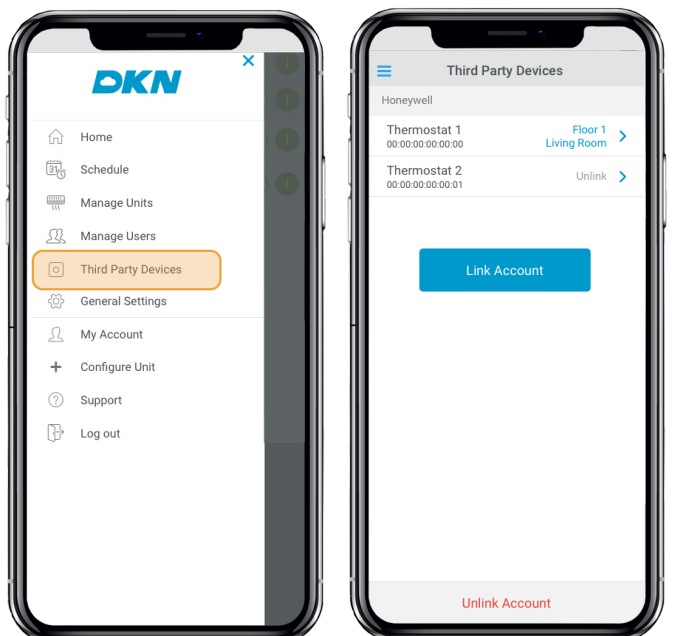 DKN
Home
31
Schedule
Manage Units
Manage Users
Third Party Devices
General Settings
My Account
Configure Unit
Support
Log out
Third Party Devices
Honeywell
Thermostat 1
00:00:00:00:00:00
Floor 1
Living Room
Thermostat 2
00:00:00:00:00:01
Unlink
Link Account
Unlink Account